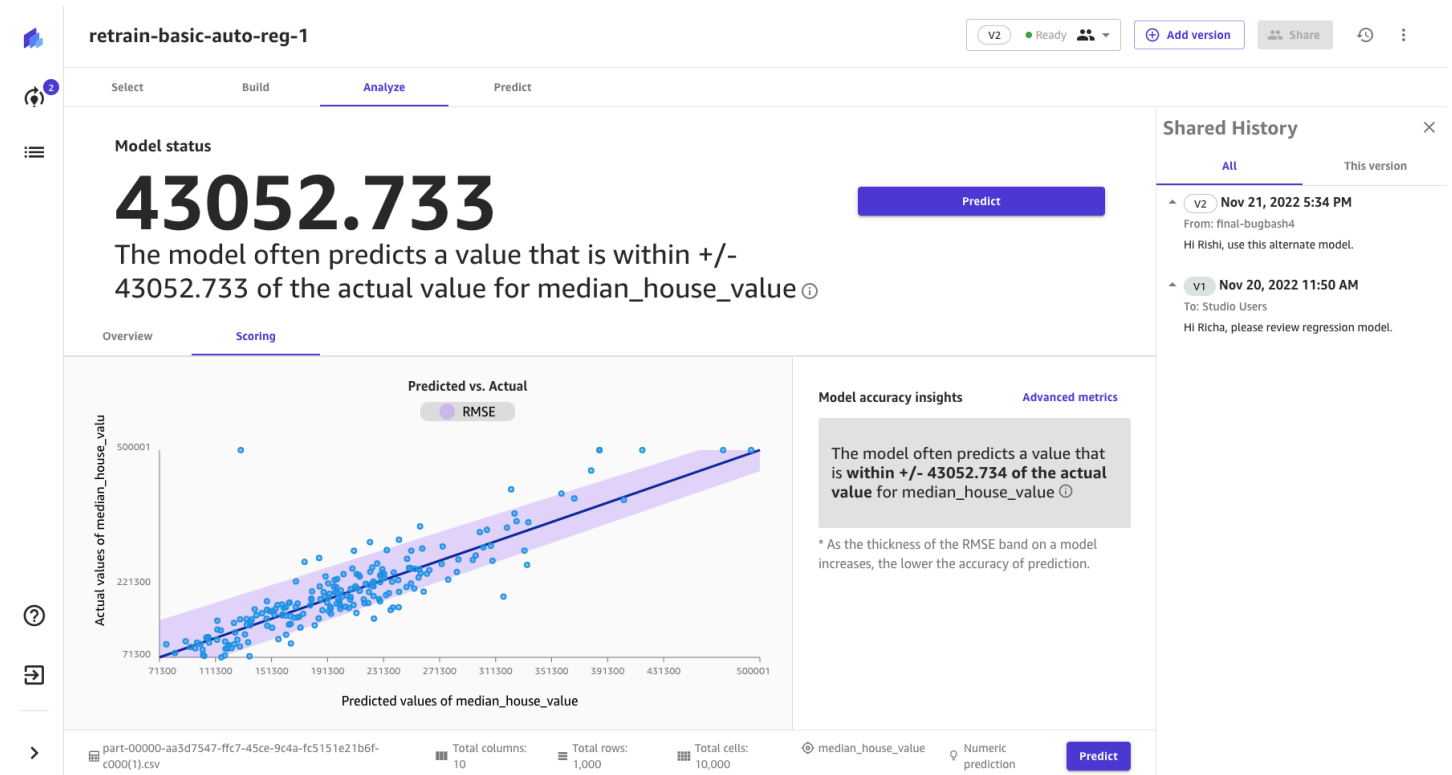 retrain-basic-auto-reg-1
V2 Ready
Add version
Share
2
Select Build Analyze Predict
Model status
43052.733
The model often predicts a value that is within +/-
43052.733 of the actual value for median_house_value
Predict
Overview Scoring
Predicted vs. Actual
RMSE
Actual values of median_house_valu
500001
221300
71300
71300 111300 151300 191300 231300 271300 311300 351300 391300 431300 500001
Predicted values of median_house_value
Model accuracy insights Advanced metrics
The model often predicts a value that
is within +/- 43052.734 of the actual
value for median_house_value
* As the thickness of the RMSE band on a model
increases, the lower the accuracy of prediction.
Shared History
All This version
V2 Nov 21, 2022 5:34 PM
From: final-bugbash4
Hi Rishi, use this alternate model.
V1 Nov 20, 2022 11:50 AM
To: Studio Users
Hi Richa, please review regression model.
part-00000-aa3d7547-ffc7-45ce-9c4a-fc5151e21b6f-
c000(1).csv
Total columns:
10
Total rows:
1,000
Total cells:
10,000
median_house_value
Numeric
prediction
Predict